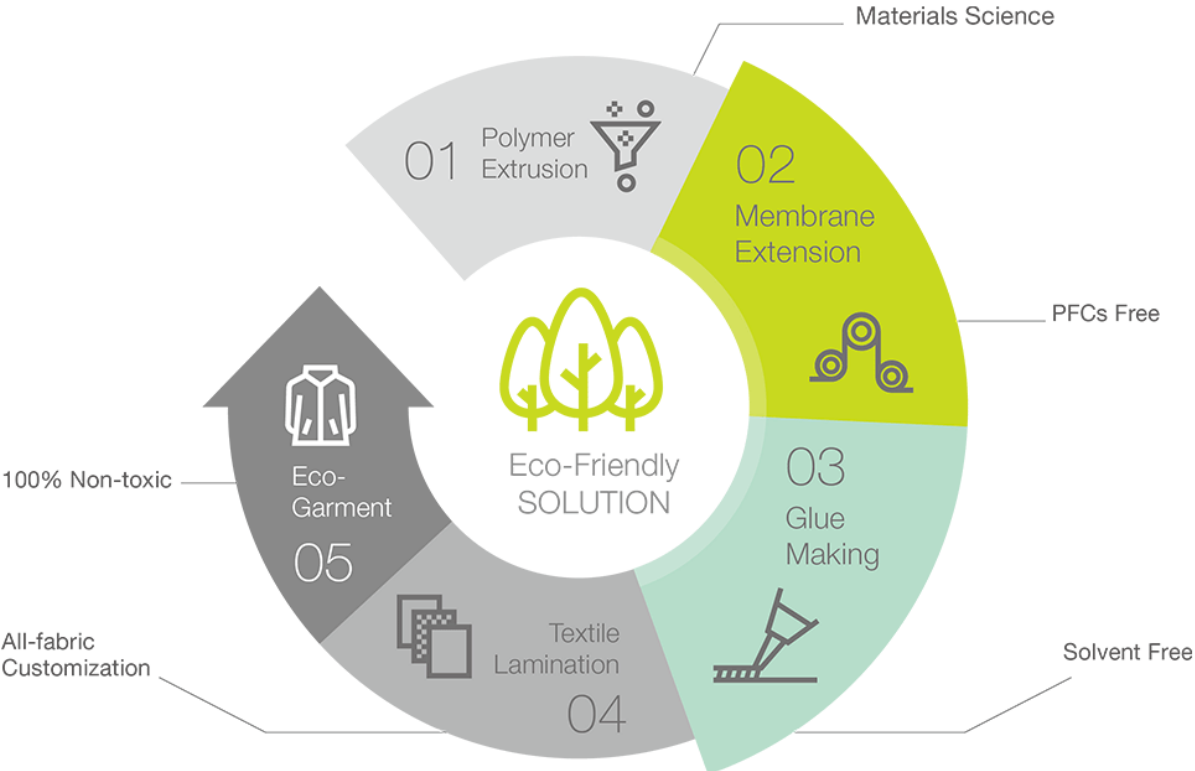 Materials Science
01
Polymer
Extrusion
02
Membrane
Extension
PFCs Free
03
Glue
Making
Solvent Free
Textile
Lamination
04
All-fabric
Customization
Eco-
Garment
05
100% Non-toxic
Eco-Friendly
SOLUTION